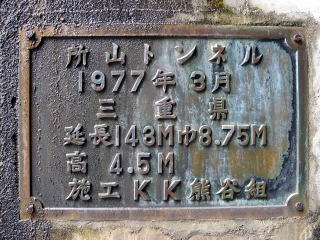 所山トンネル
1977年3月
三重県
延長143M巾8.75M
高 4.5M
施工KK熊谷組